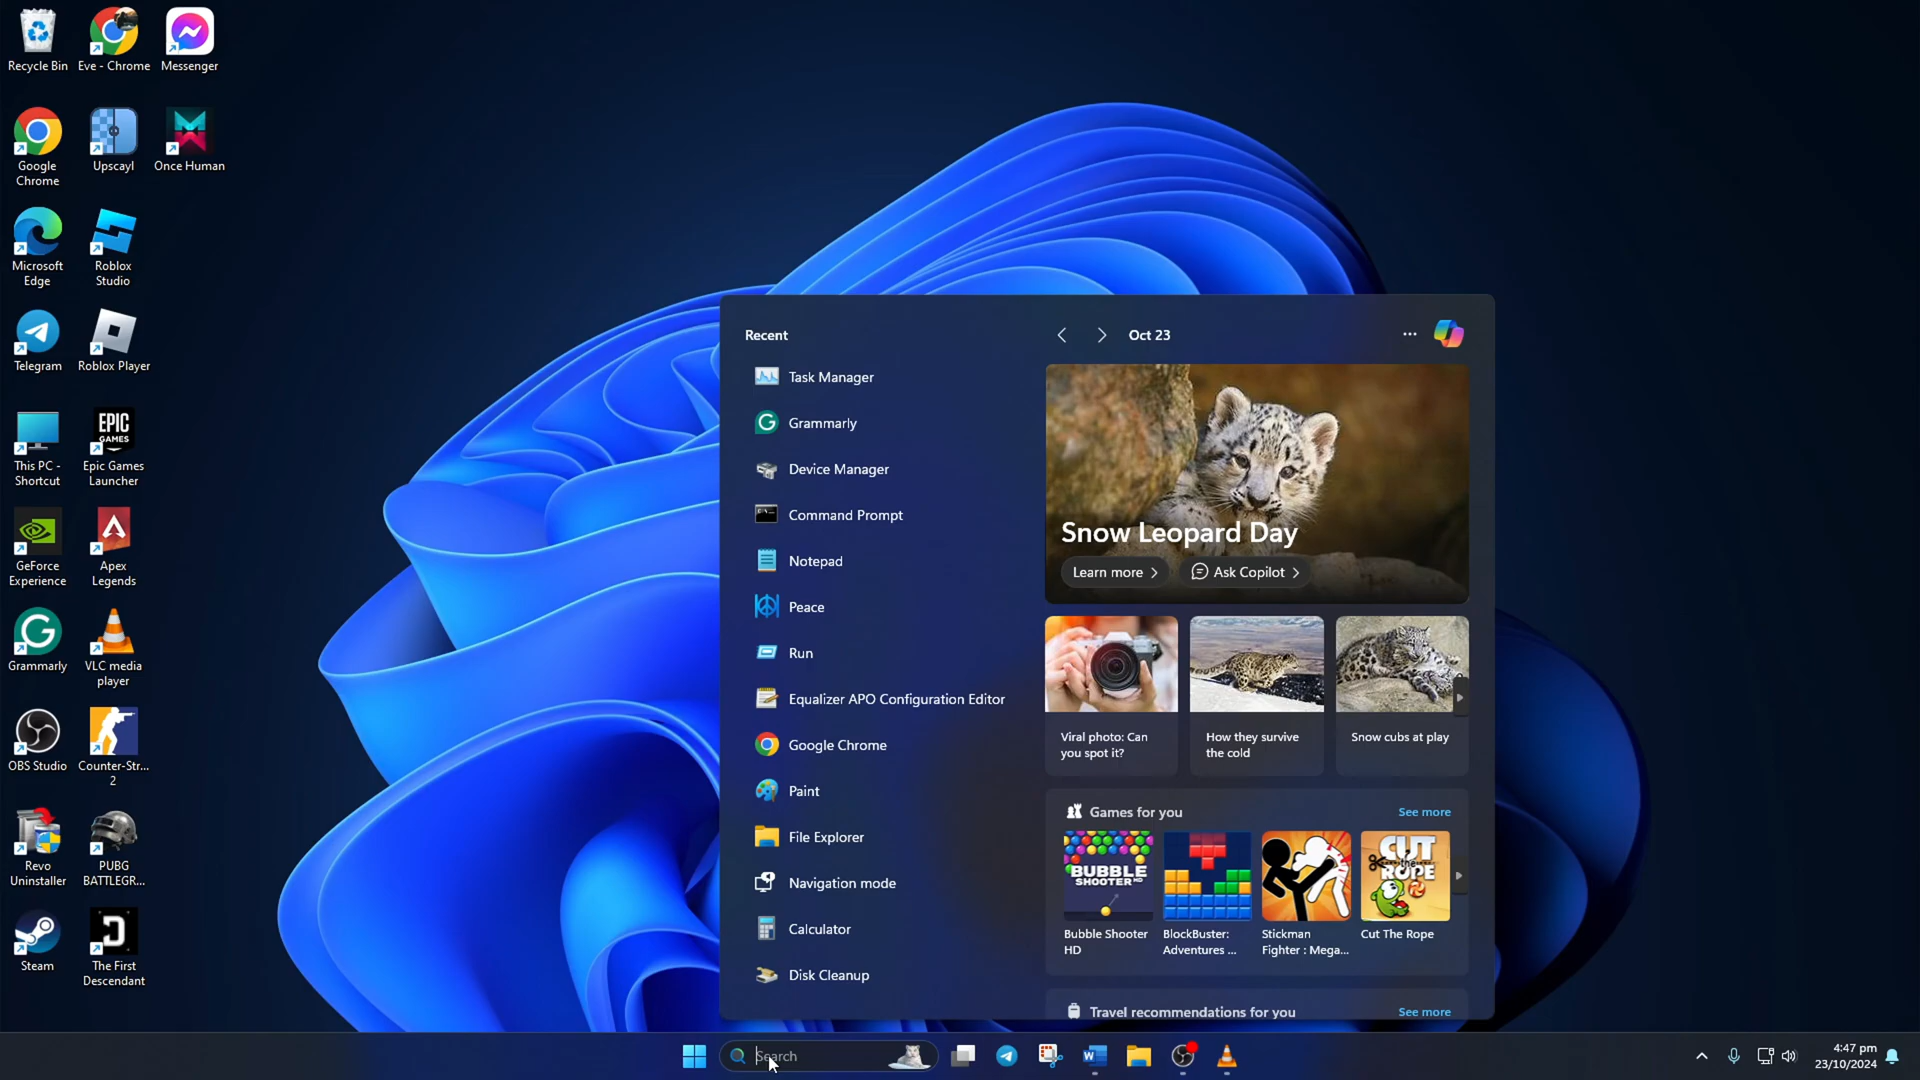 Recycle Bin
Eve - Chrome
Messenger
Google
Chrome
Upscayl
Once Human
Microsoft
Edge
Roblox
Studio
Telegram
Roblox Player
This PC -
Shortcut
EPIC
GAMES
Epic Games
Launcher
GeForce
Experience
Apex
Legends
Grammarly
VLC media
player
OBS Studio
Counter-Str...
2
Revo
Uninstaller
PUBG
BATTLEGR...
Steam
The First
Descendant
Recent
Task Manager
Grammarly
Device Manager
Command Prompt
Notepad
Peace
Run
Equalizer APO Configuration Editor
Google Chrome
Paint
File Explorer
Navigation mode
Calculator
Disk Cleanup
Oct 23
Snow Leopard Day
Learn more
Ask Copilot
Viral photo: Can
you spot it?
How they survive
the cold
Snow cubs at play
Games for you
See more
BUBBLE
SHOOTER HD
CUT
the
ROPE
Bubble Shooter
HD
BlockBuster:
Adventures ...
Stickman
Fighter : Mega...
Cut The Rope
Travel recommendations for you
See more
Search
4:47 pm
23/10/2024